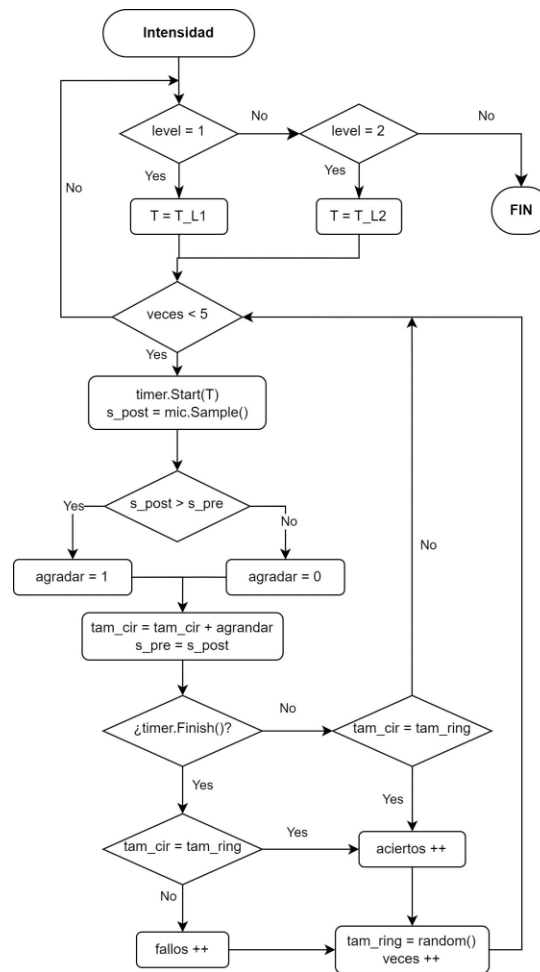 Intensidad
level = 1
No
level = 2
No
No
Yes
Yes
T = T_L1
T = T_L2
FIN
veces < 5
Yes
timer.Start(T)
s_post = mic.Sample()
s_post > s_pre
Yes
No
agradar = 1
agradar = 0
No
tam_cir = tam_cir + agrandar
s_pre = s_post
¿timer.Finish()?
No
tam_cir = tam_ring
Yes
Yes
tam_cir = tam_ring
Yes
aciertos ++
No
fallos ++
tam_ring = random()
veces ++